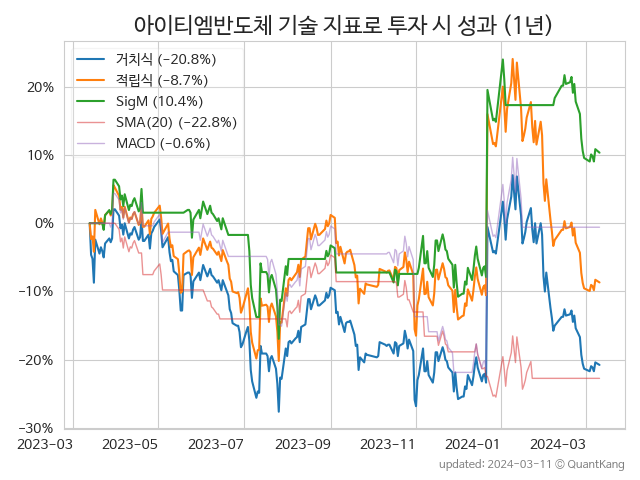 아이티엠반도체 기술 지표로 투자 시 성과 (1년)
거치식 (−20.8%)
적립식 (−8.7%)
SigM (10.4%)
SMA(20) (−22.8%)
MACD (−0.6%)
20%
10%
0%
−10%
−20%
−30%
2023-03 2023-05 2023-07 2023-09 2023-11 2024-01 2024-03
updated: 2024-03-11 © QuantKang